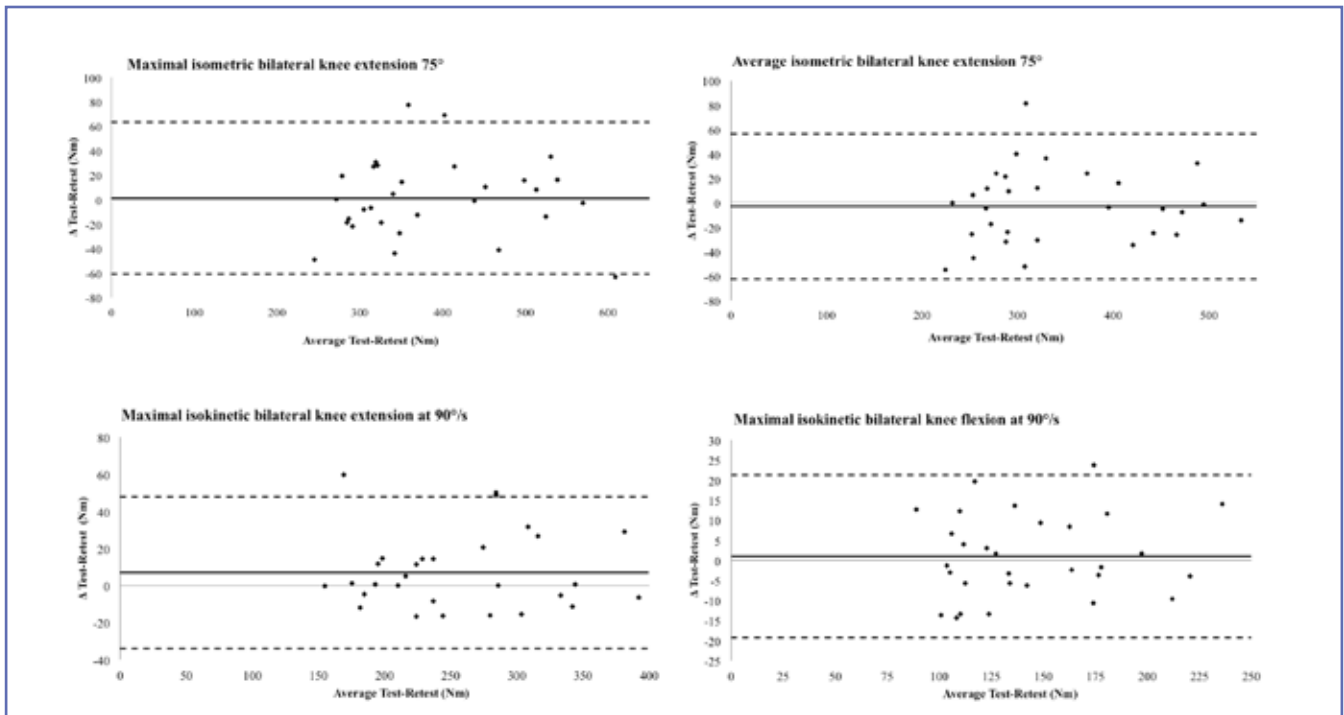 Maximal isometric bilateral knee extension 75°
Δ Test-Retest (Nm)
100
80
60
40
20
0
-20
-40
-60
-80
0 100 200 300 400 500 600
Average Test-Retest (Nm)
Average isometric bilateral knee extension 75°
Δ Test-Retest (Nm)
100
80
60
40
20
0
-20
-40
-60
-80
0 100 200 300 400 500
Average Test-Retest (Nm)
Maximal isokinetic bilateral knee extension at 90°/s
Δ Test-Retest (Nm)
80
60
40
20
0
-20
-40
0 50 100 150 200 250 300 350 400
Average Test-Retest (Nm)
Maximal isokinetic bilateral knee flexion at 90°/s
Δ Test-Retest (Nm)
30
25
20
15
10
5
0
-5
-10
-15
-20
-25
0 25 50 75 100 125 150 175 200 225 250
Average Test-Retest (Nm)